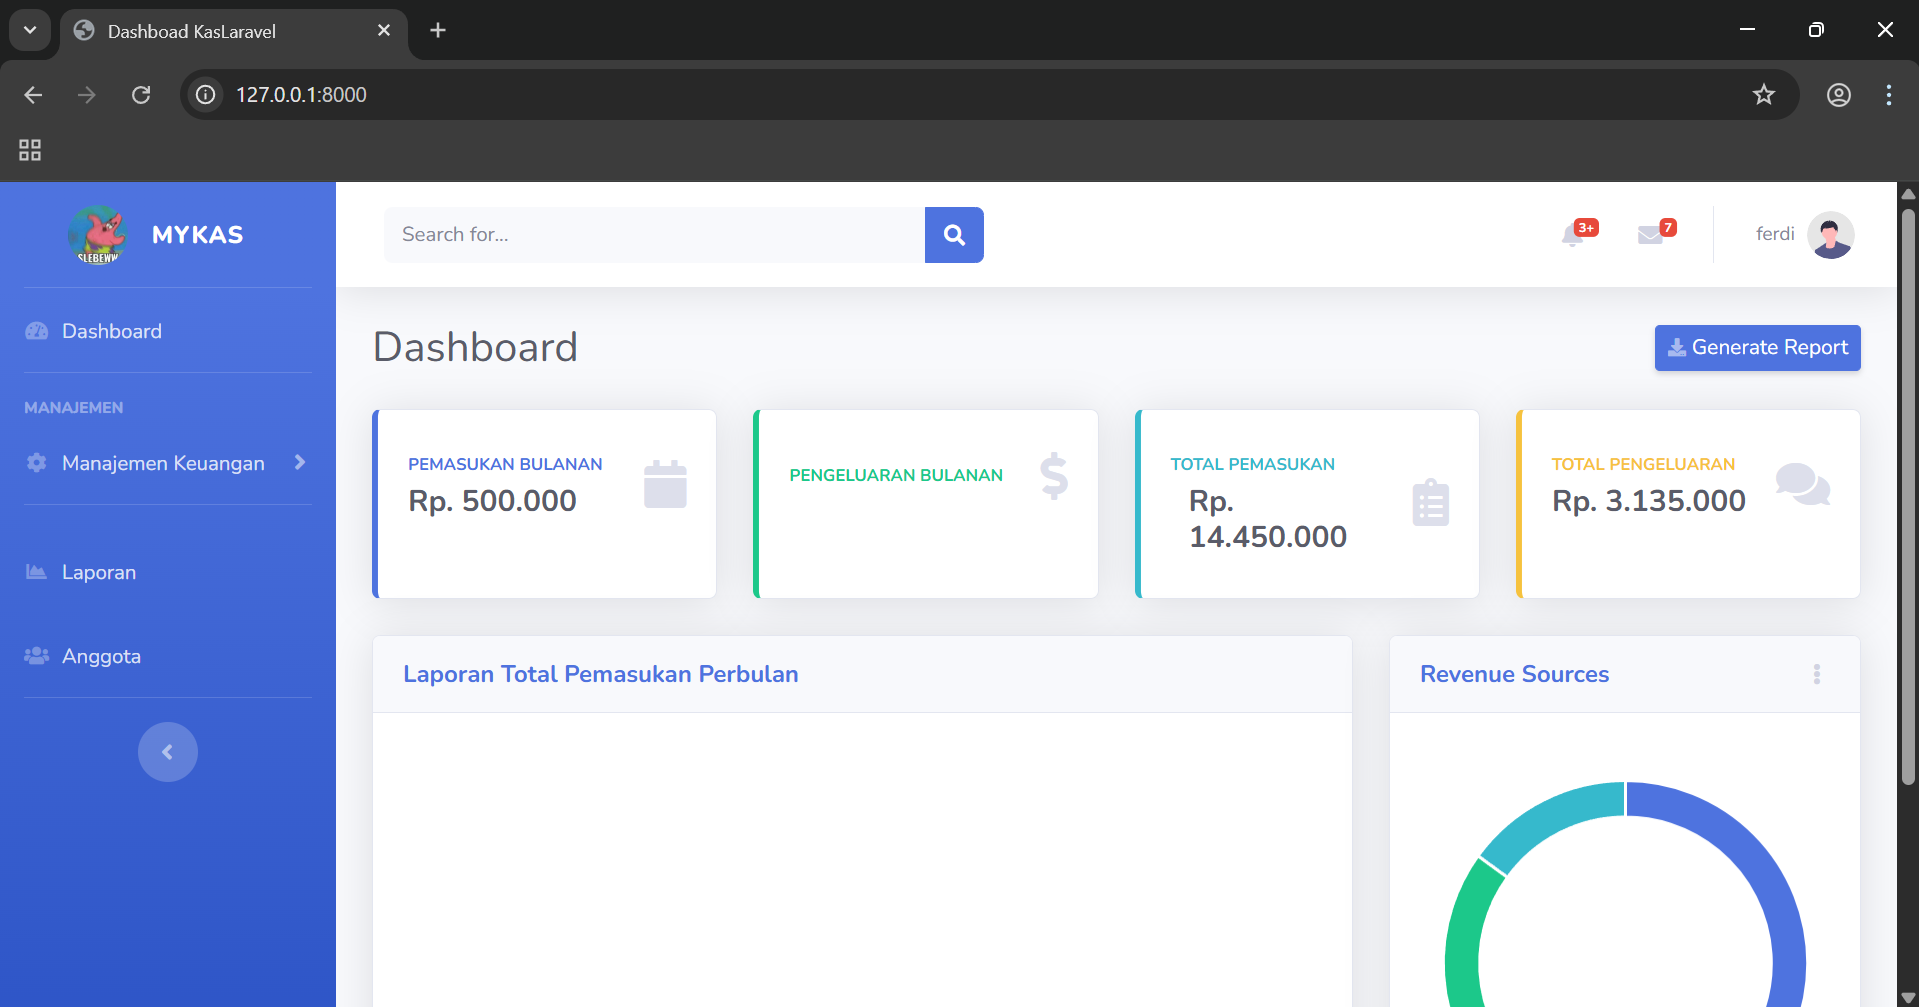 Dashboad KasLaravel
127.0.0.1:8000
SLEBEWW
MYKAS
Search for...
3+
7
ferdi
Dashboard
MANAJEMEN
Manajemen Keuangan
Laporan
Anggota
Dashboard
Generate Report
PEMASUKAN BULANAN
Rp. 500.000
PENGELUARAN BULANAN
TOTAL PEMASUKAN
Rp.
14.450.000
TOTAL PENGELUARAN
Rp. 3.135.000
Laporan Total Pemasukan Perbulan
Revenue Sources